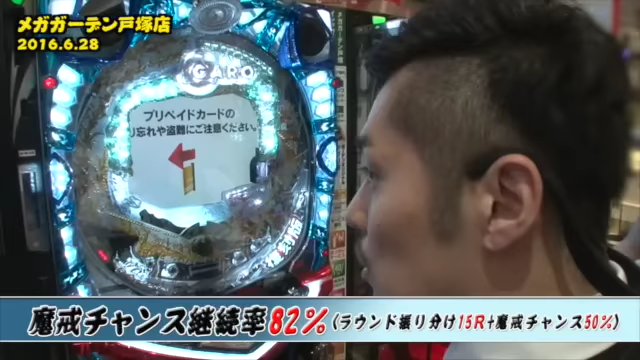 メガガーデン戸塚店
2016.6.28
GARO
プリペイドカードの
り忘れや盗難にご注意ください。
魔戒チャンス継続率82%(ラウンド振り分け15R+魔戒チャンス50%)